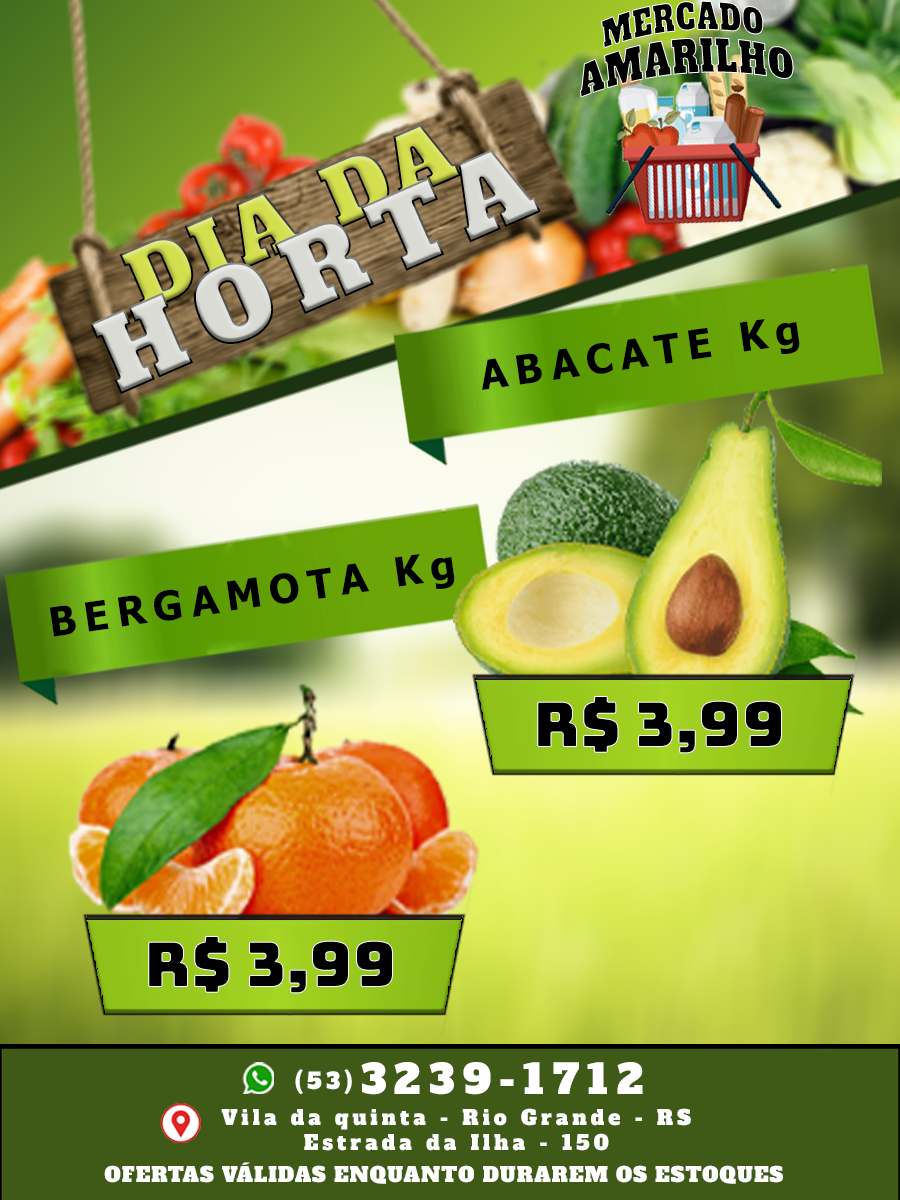 MERCADO
AMARILHO
DIA DA
HORTA
ABACATE Kg
BERGAMOTA Kg
R$ 3,99
R$ 3,99
(53) 3239-1712
Vila da quinta - Rio Grande - RS
Estrada da Ilha - 150
OFERTAS VÁLIDAS ENQUANTO DURAREM OS ESTOQUES